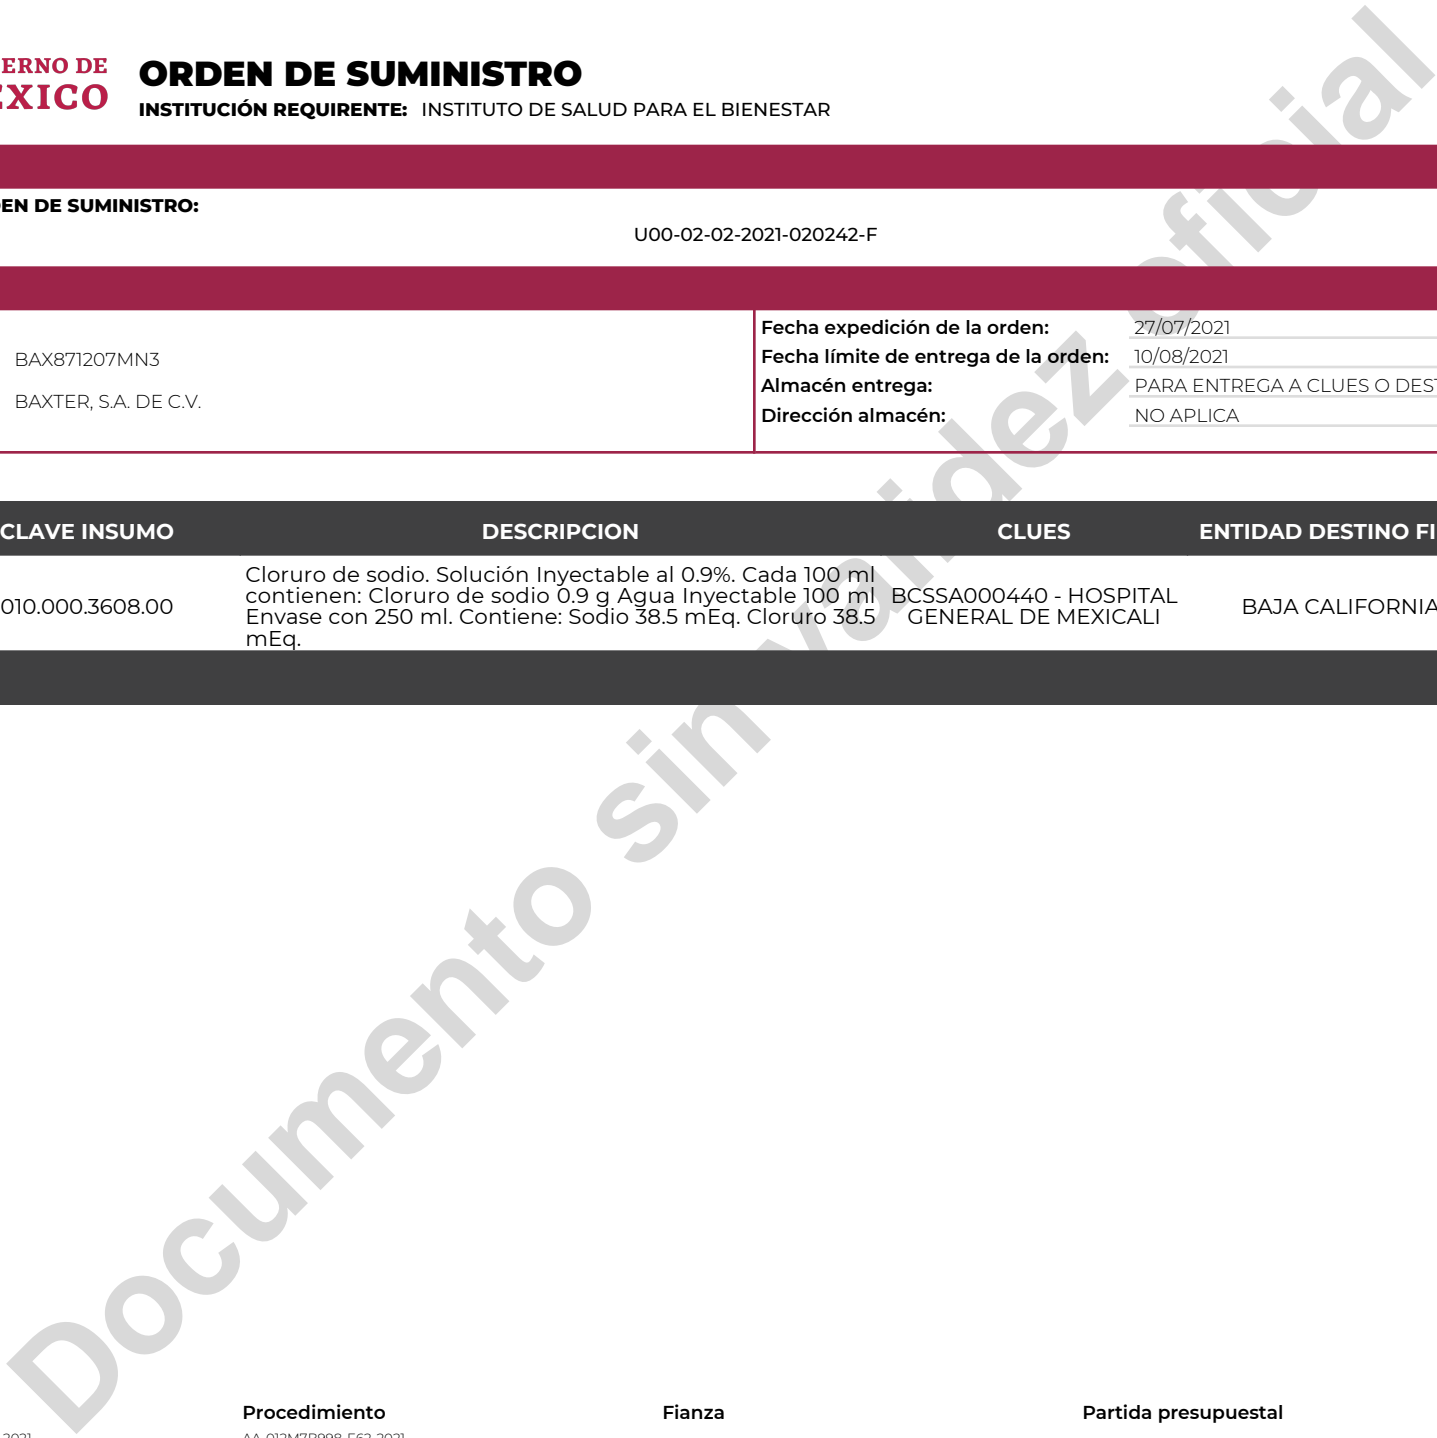 ERNO DE
EXICO
ORDEN DE SUMINISTRO
INSTITUCIÓN REQUIRENTE: INSTITUTO DE SALUD PARA EL BIENESTAR
EN DE SUMINISTRO:
U00-02-02-2021-020242-F
BAX871207MN3
BAXTER, S.A. DE C.V.
Fecha expedición de la orden: 27/07/2021
Fecha límite de entrega de la orden: 10/08/2021
Almacén entrega: PARA ENTREGA A CLUES O DEST
Dirección almacén: NO APLICA
CLAVE INSUMO DESCRIPCION CLUES ENTIDAD DESTINO FI
010.000.3608.00
Cloruro de sodio. Solución Inyectable al 0.9%. Cada 100 ml
contienen: Cloruro de sodio 0.9 g Agua Inyectable 100 ml
Envase con 250 ml. Contiene: Sodio 38.5 mEq. Cloruro 38.5
mEq.
BCSSA000440 - HOSPITAL
GENERAL DE MEXICALI
BAJA CALIFORNIA
Documento sin validez oficial
Procedimiento Fianza Partida presupuestal